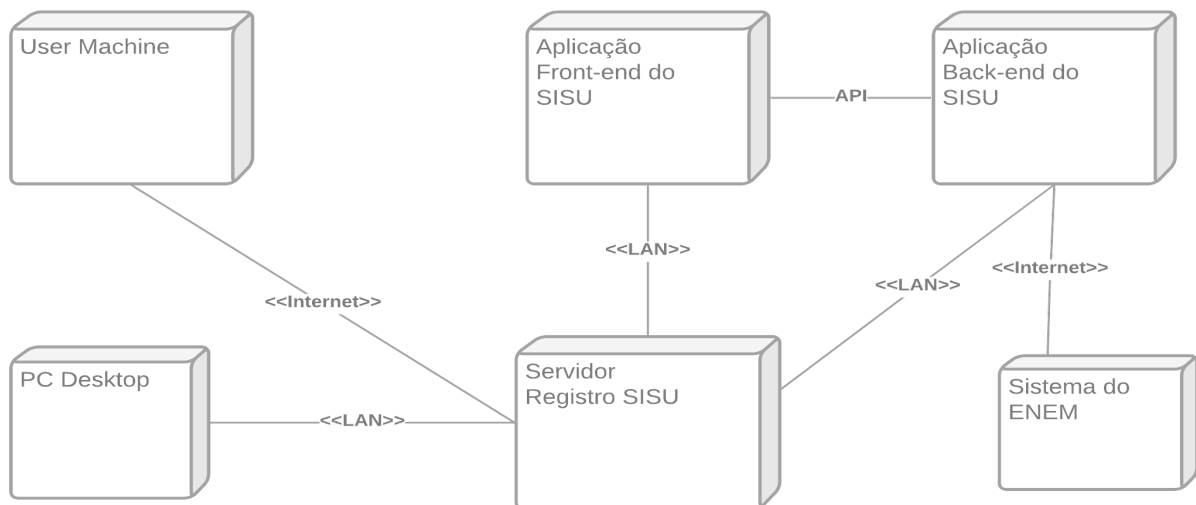 User Machine
Aplicação
Front-end do
SISU
API
Aplicação
Back-end do
SISU
<<LAN>>
<<Internet>>
<<LAN>>
<<Internet>>
PC Desktop
<<LAN>>
Servidor
Registro SISU
Sistema do
ENEM